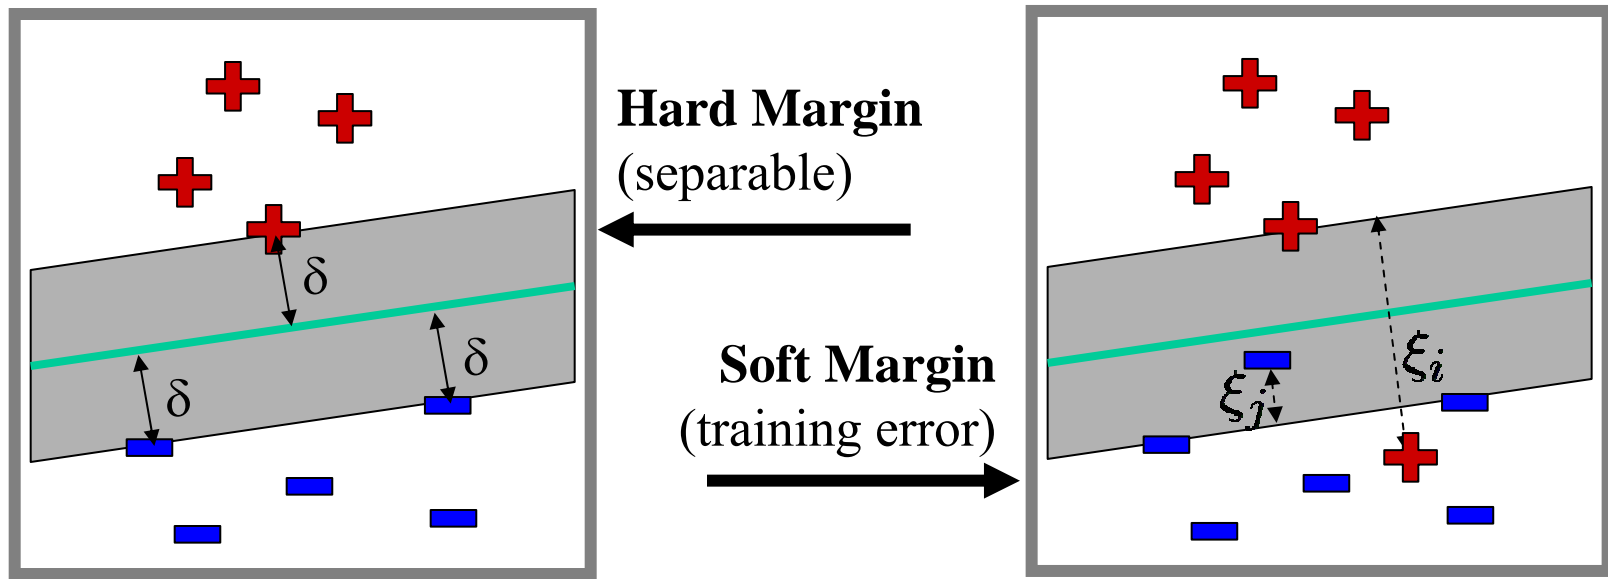 Hard Margin
(separable)
δ
δ
δ
Soft Margin
(training error)
ξi
ξj